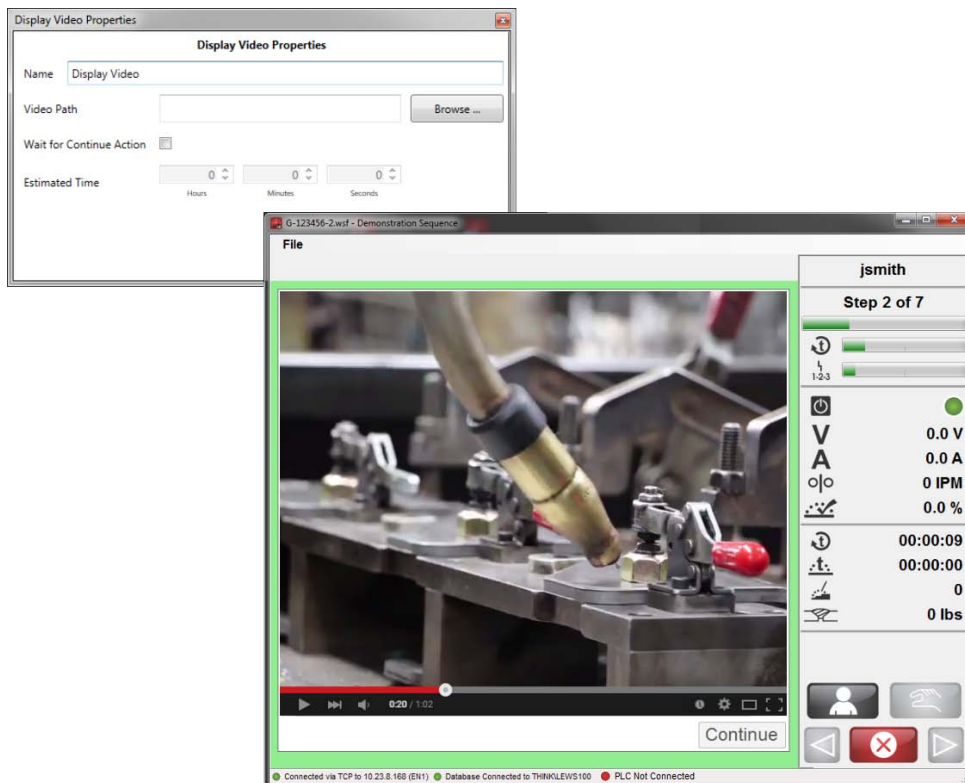 Display Video Properties
Display Video Properties
Name Display Video
Video Path Browse ...
Wait for Continue Action
Estimated Time 0 0 0
Hours Minutes Seconds
G-123456-2.wsf - Demonstration Sequence
File
jsmith
Step 2 of 7
t
1-2-3
V 0.0 V
A 0.0 A
0 IPM
0.0 %
t 00:00:09
.t. 00:00:00
0
0 lbs
0:20 / 1:02
Continue
Connected via TCP to 10.23.8.168 (EN1) Database Connected to THINK\LEWS100 PLC Not Connected